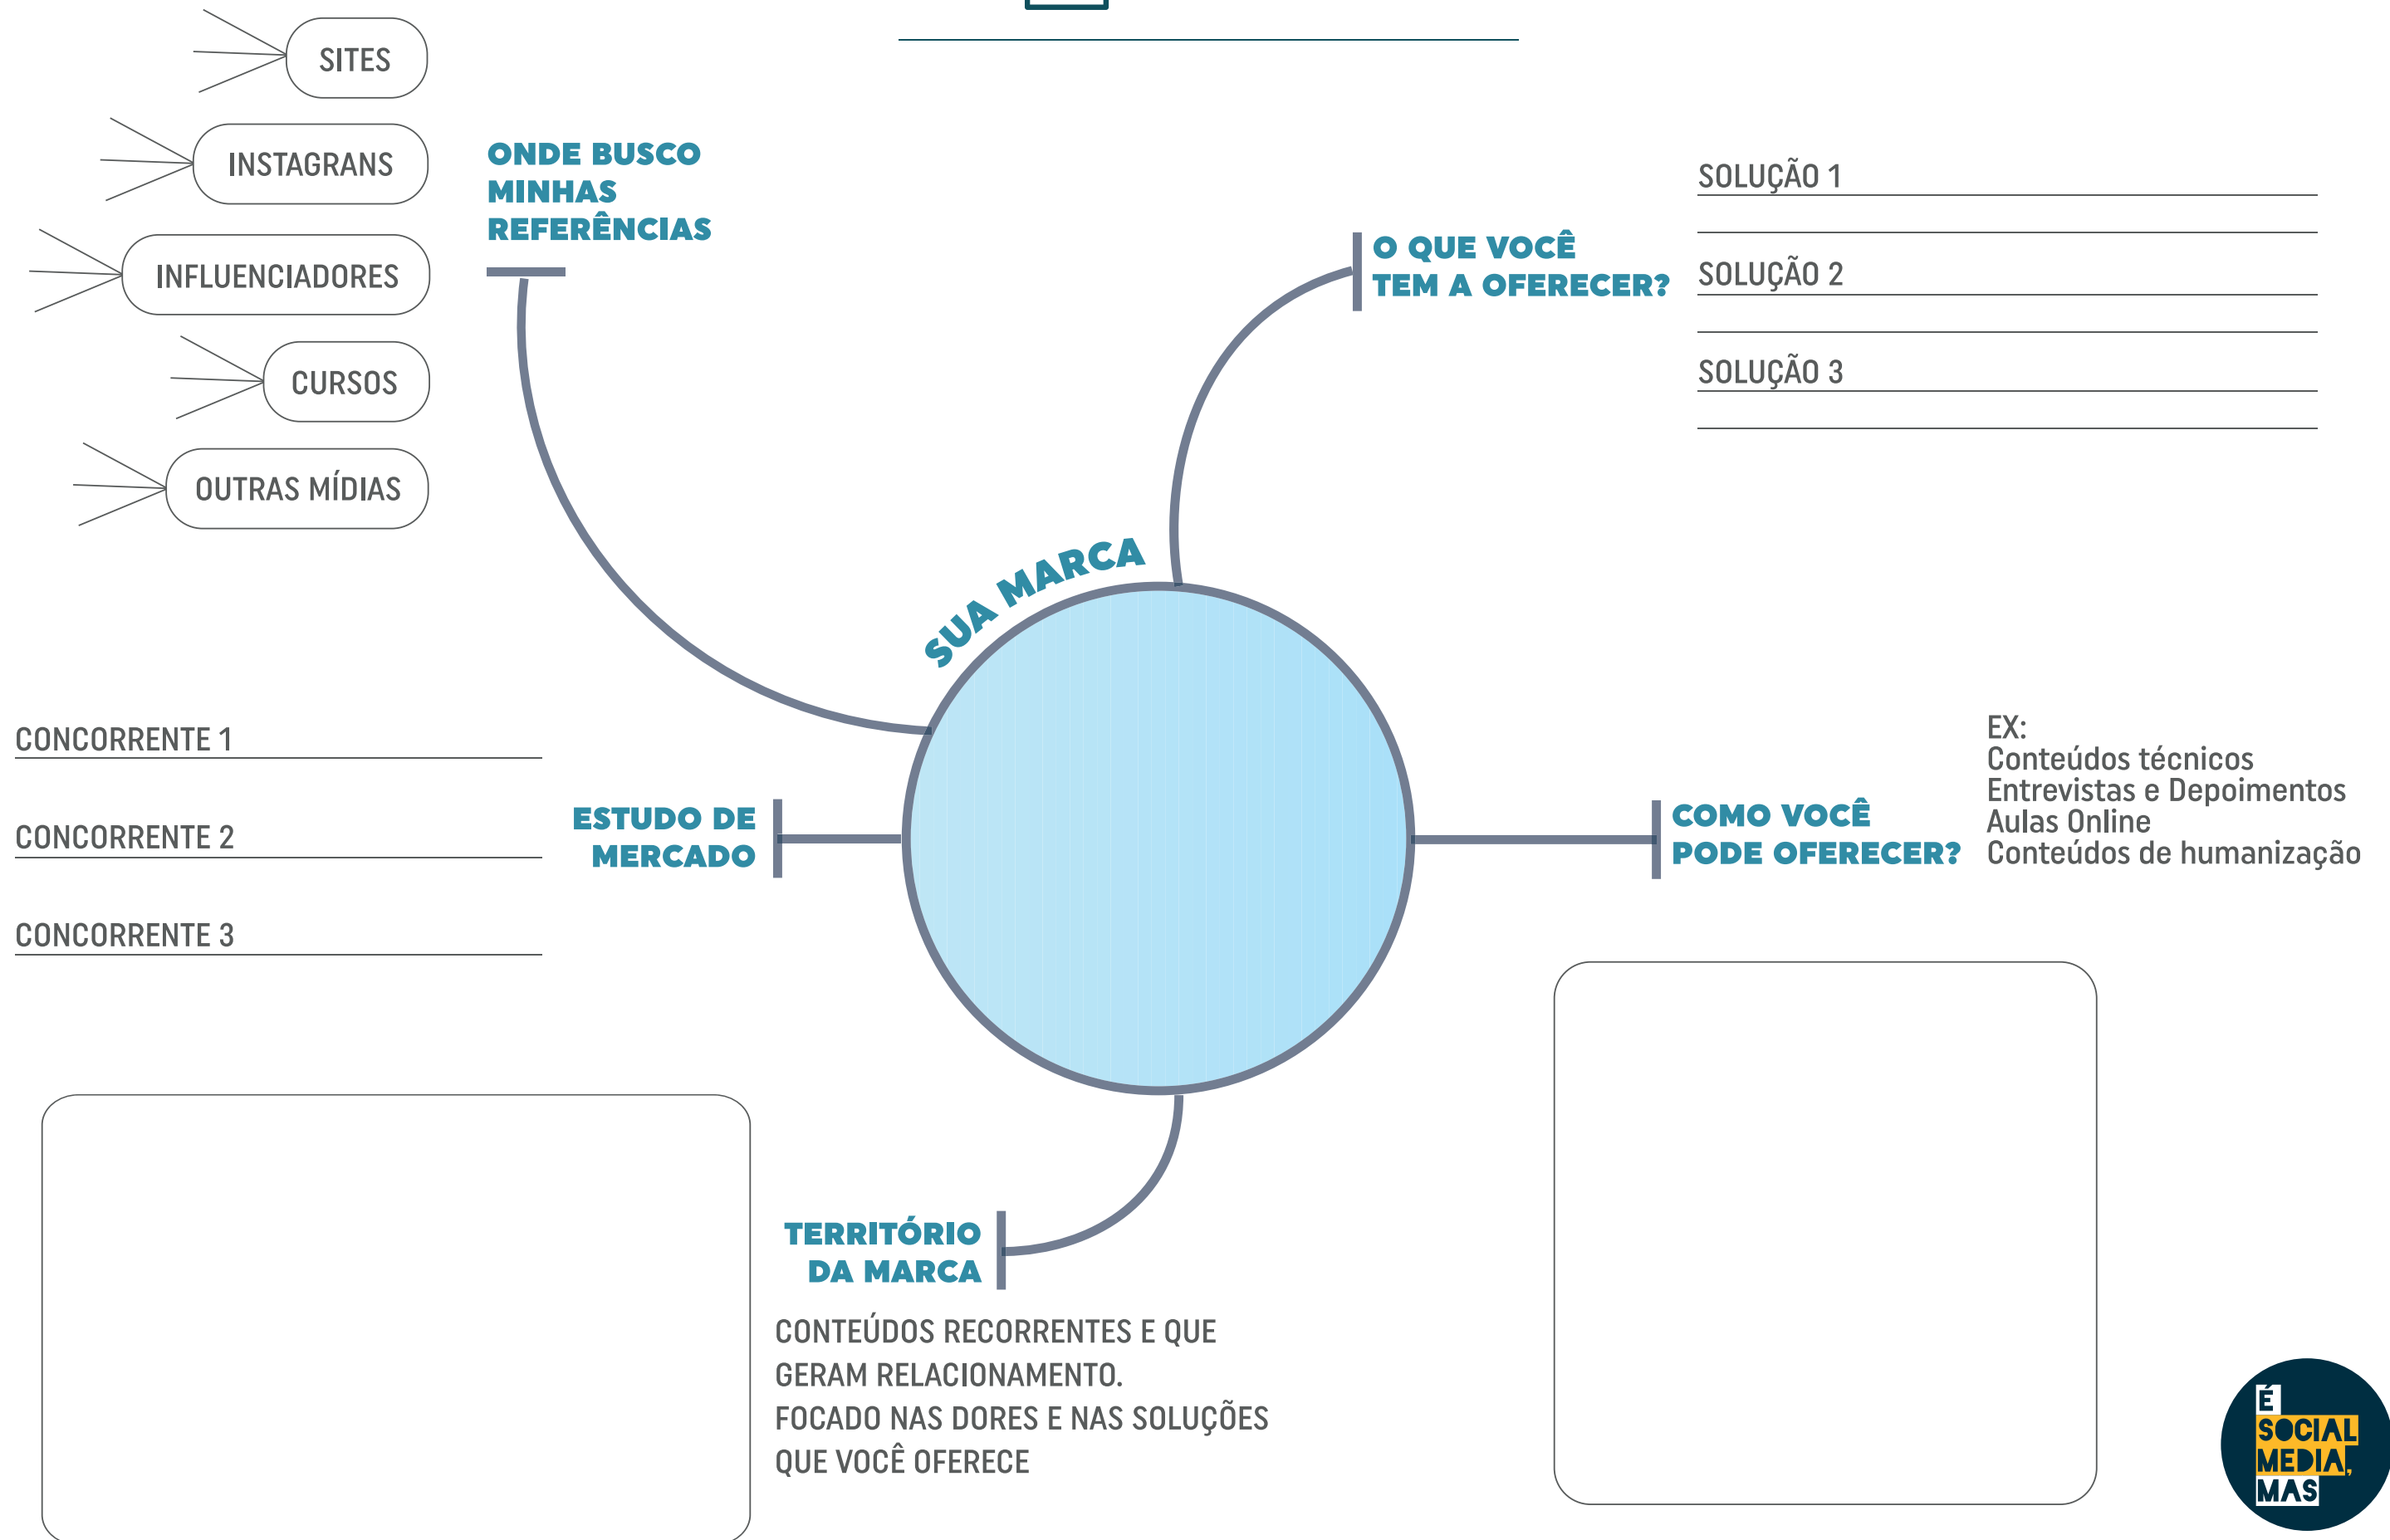 SITES
INSTAGRANS
INFLUENCIADORES
CURSOS
OUTRAS MÍDIAS
ONDE BUSCO
MINHAS
REFERÊNCIAS
O QUE VOCÊ
TEM A OFERECER?
SOLUÇÃO 1
SOLUÇÃO 2
SOLUÇÃO 3
SUA MARCA
CONCORRENTE 1
CONCORRENTE 2
CONCORRENTE 3
ESTUDO DE
MERCADO
COMO VOCÊ
PODE OFERECER?
EX:
Conteúdos técnicos
Entrevistas e Depoimentos
Aulas Online
Conteúdos de humanização
TERRITÓRIO
DA MARCA
CONTEÚDOS RECORRENTES E QUE
GERAM RELACIONAMENTO.
FOCADO NAS DORES E NAS SOLUÇÕES
QUE VOCÊ OFERECE
É
SOCIAL
MEDIA,
MAS